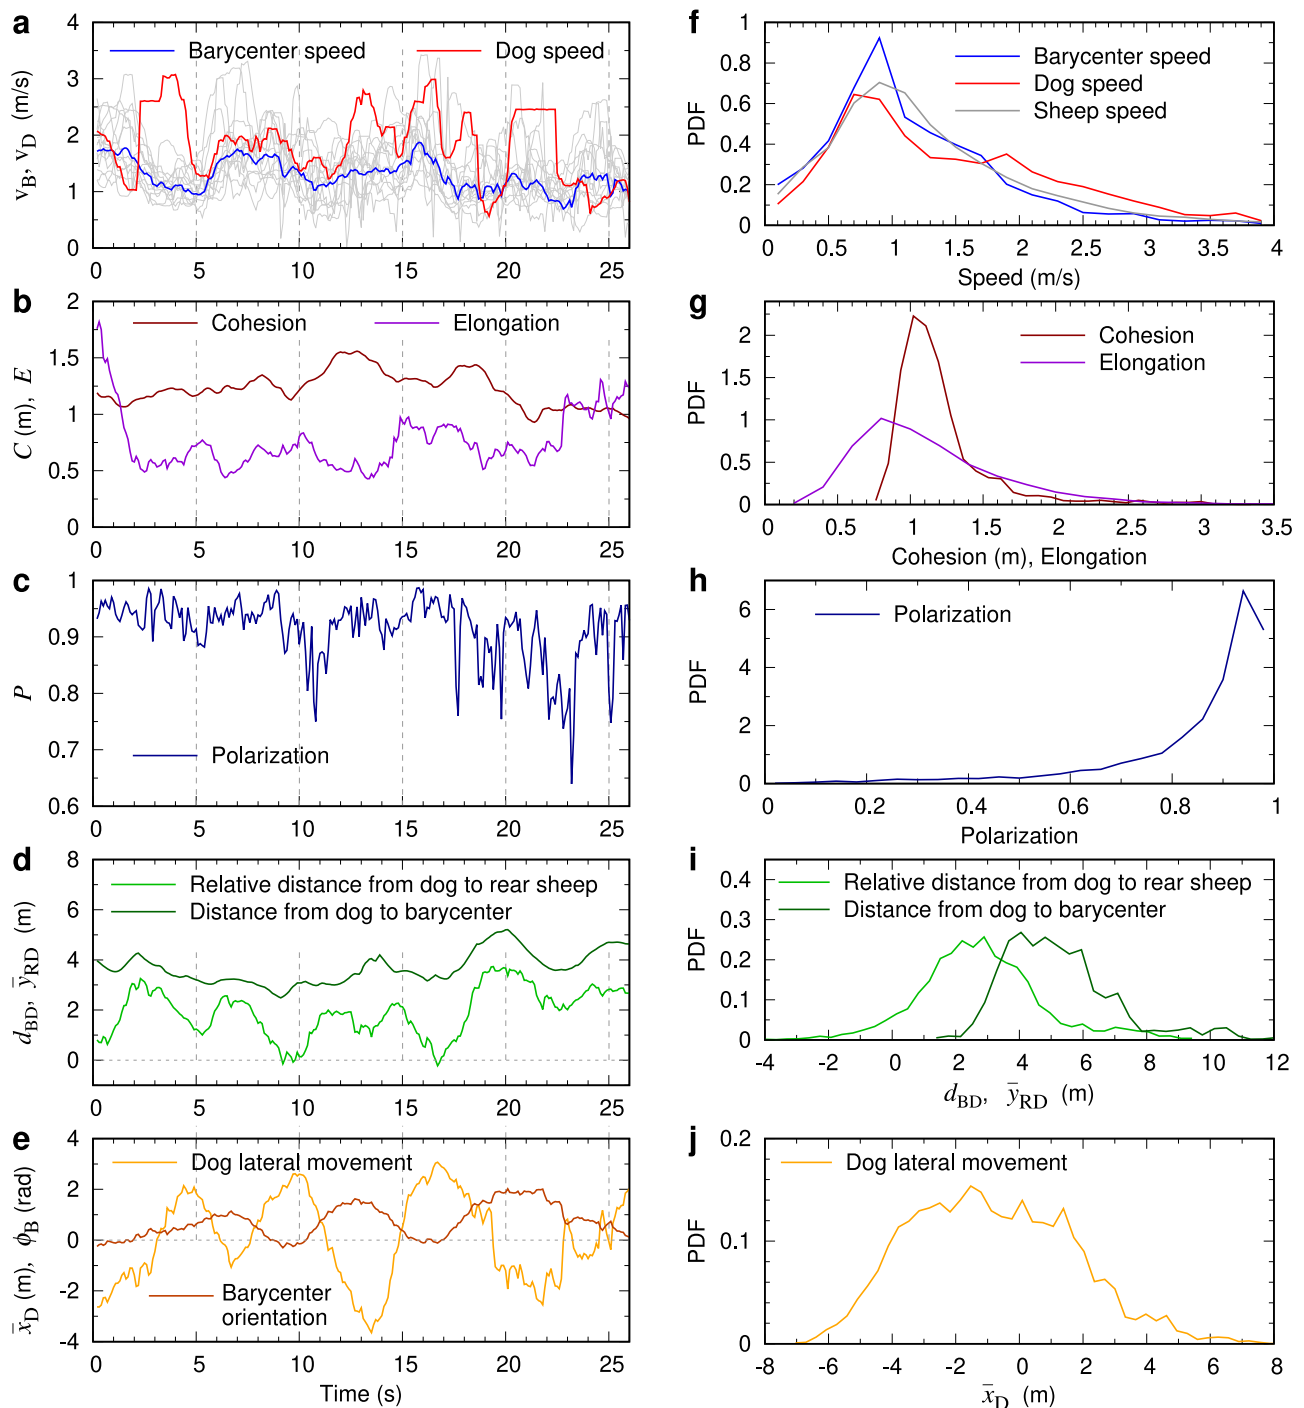 a
v_B, v_D (m/s)
4
3
2
1
0
Barycenter speed
Dog speed
0 5 10 15 20 25
b
C (m), E
2
1.5
1
0.5
0
Cohesion
Elongation
0 5 10 15 20 25
c
P
1
0.9
0.8
0.7
0.6
Polarization
0 5 10 15 20 25
d
d_BD, ȳ_RD (m)
8
6
4
2
0
Relative distance from dog to rear sheep
Distance from dog to barycenter
0 5 10 15 20 25
e
x̄_D (m), ϕ_B (rad)
4
2
0
-2
-4
Dog lateral movement
Barycenter
orientation
0 5 10 15 20 25
Time (s)
f
PDF
1
0.8
0.6
0.4
0.2
0
Barycenter speed
Dog speed
Sheep speed
0 0.5 1 1.5 2 2.5 3 3.5 4
Speed (m/s)
g
PDF
2
1.5
1
0.5
0
Cohesion
Elongation
0 0.5 1 1.5 2 2.5 3 3.5
Cohesion (m), Elongation
h
PDF
6
4
2
0
Polarization
0 0.2 0.4 0.6 0.8 1
Polarization
i
PDF
0.4
0.3
0.2
0.1
0
Relative distance from dog to rear sheep
Distance from dog to barycenter
-4 -2 0 2 4 6 8 10 12
d_BD, ȳ_RD (m)
j
PDF
0.2
0.1
0
Dog lateral movement
-8 -6 -4 -2 0 2 4 6 8
x̄_D (m)